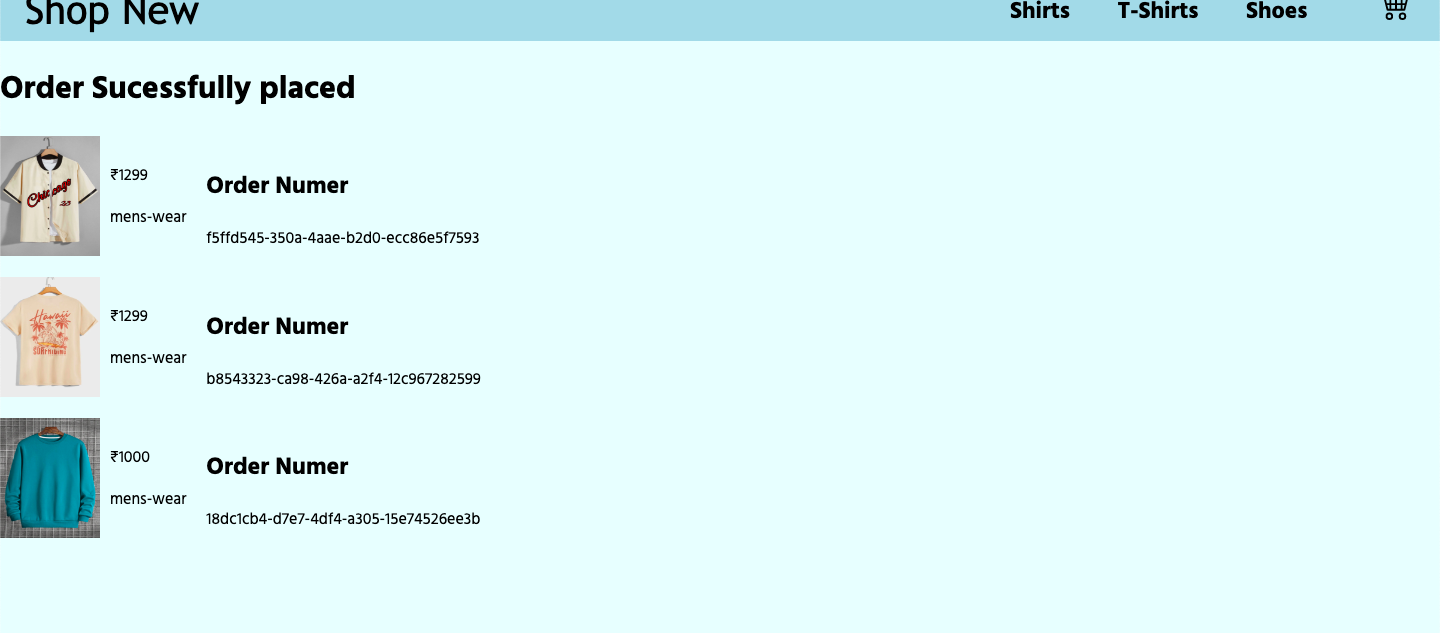 Shop New
Shirts T-Shirts Shoes
Order Sucessfully placed
Chicago
23
₹1299
mens-wear
Order Numer
f5ffd545-350a-4aae-b2d0-ecc86e5f7593
Hawaii
₹1299
mens-wear
Order Numer
b8543323-ca98-426a-a2f4-12c967282599
₹1000
mens-wear
Order Numer
18dc1cb4-d7e7-4df4-a305-15e74526ee3b